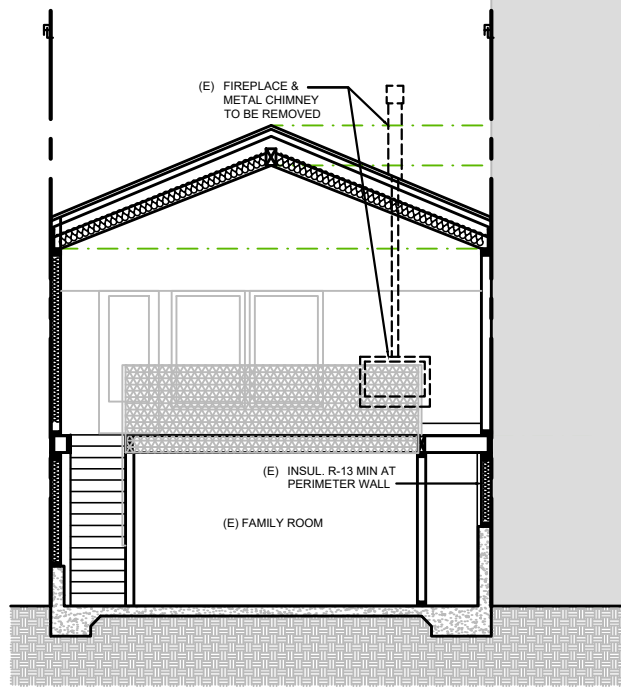 (E) FIREPLACE &
METAL CHIMNEY
TO BE REMOVED
(E) INSUL. R-13 MIN AT
PERIMETER WALL
(E) FAMILY ROOM